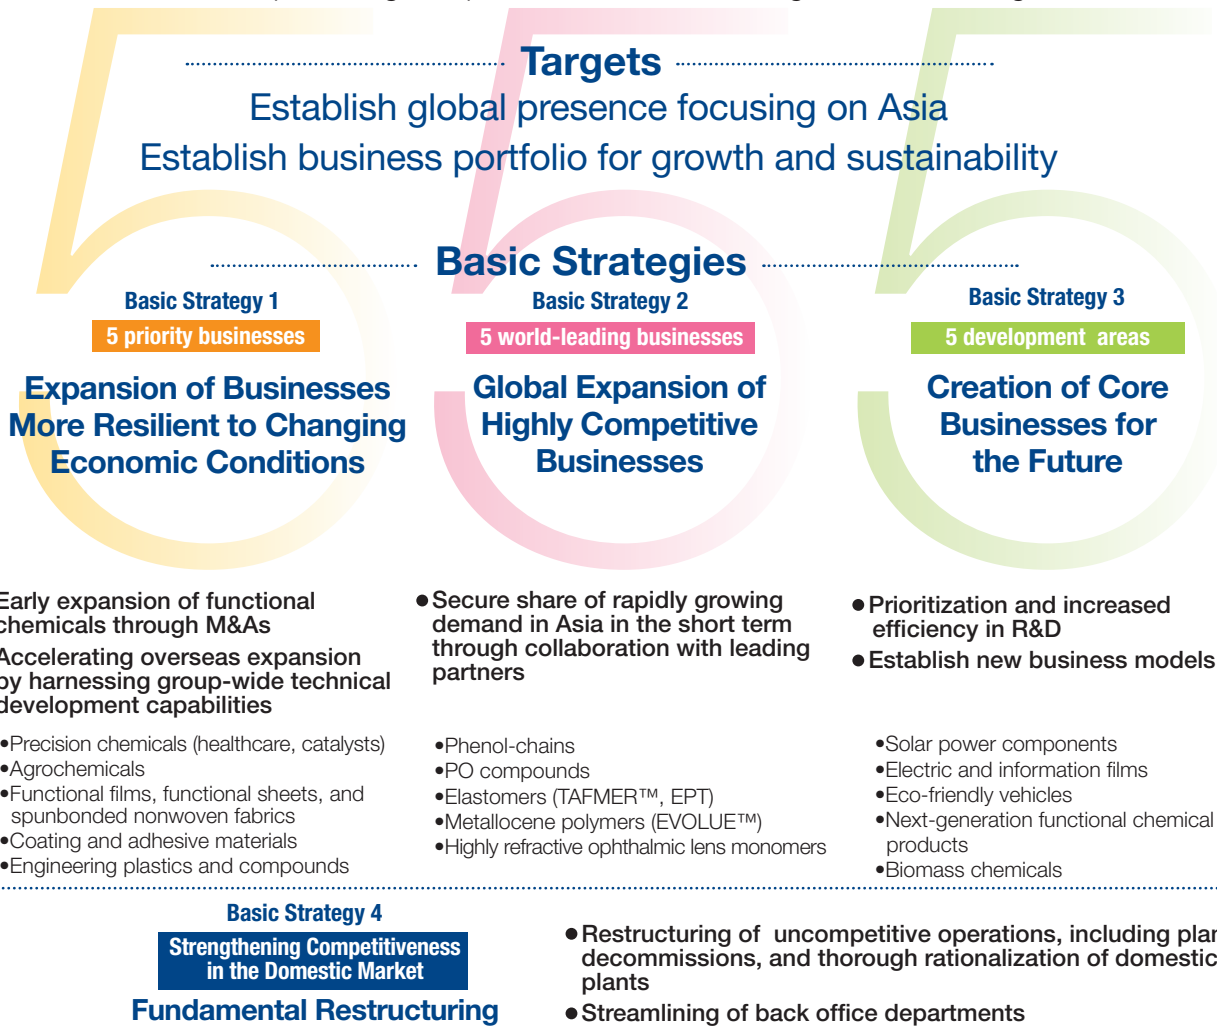 Targets
Establish global presence focusing on Asia
Establish business portfolio for growth and sustainability
Basic Strategies
Basic Strategy 1
5 priority businesses
Expansion of Businesses
More Resilient to Changing
Economic Conditions
Early expansion of functional
chemicals through M&As
Accelerating overseas expansion
by harnessing group-wide technical
development capabilities
•Precision chemicals (healthcare, catalysts)
•Agrochemicals
•Functional films, functional sheets, and
spunbonded nonwoven fabrics
•Coating and adhesive materials
•Engineering plastics and compounds
Basic Strategy 2
5 world-leading businesses
Global Expansion of
Highly Competitive
Businesses
●Secure share of rapidly growing
demand in Asia in the short term
through collaboration with leading
partners
•Phenol-chains
•PO compounds
•Elastomers (TAFMER™, EPT)
•Metallocene polymers (EVOLUE™)
•Highly refractive ophthalmic lens monomers
Basic Strategy 3
5 development areas
Creation of Core
Businesses for
the Future
●Prioritization and increased
efficiency in R&D
●Establish new business models
•Solar power components
•Electric and information films
•Eco-friendly vehicles
•Next-generation functional chemical
products
•Biomass chemicals
Basic Strategy 4
Strengthening Competitiveness
in the Domestic Market
Fundamental Restructuring
●Restructuring of uncompetitive operations, including
decommissions, and thorough rationalization of domestic
plants
●Streamlining of back office departments
5
5
5